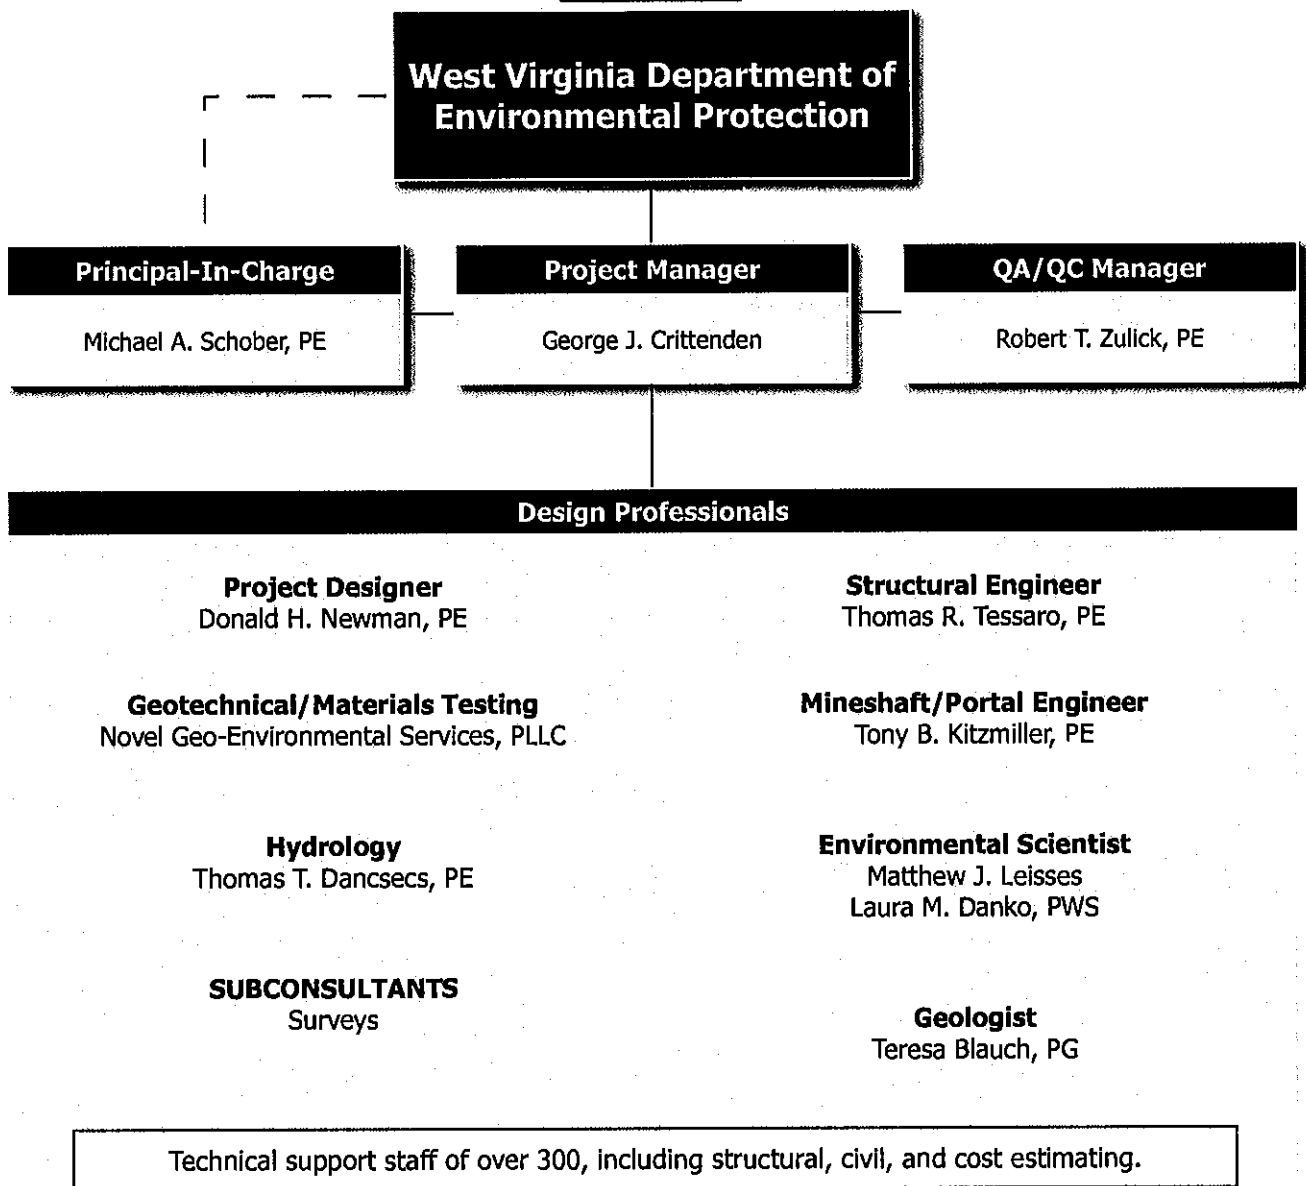 West Virginia Department of
Environmental Protection
Principal-In-Charge
Michael A. Schober, PE
Project Manager
George J. Crittenden
QA/QC Manager
Robert T. Zulick, PE
Design Professionals
Project Designer
Donald H. Newman, PE
Structural Engineer
Thomas R. Tessaro, PE
Geotechnical/Materials Testing
Novel Geo-Environmental Services, PLLC
Mineshaft/Portal Engineer
Tony B. Kitzmiller, PE
Hydrology
Thomas T. Dancsecs, PE
Environmental Scientist
Matthew J. Leisses
Laura M. Danko, PWS
SUBCONSULTANTS
Surveys
Geologist
Teresa Blauch, PG
Technical support staff of over 300, including structural, civil, and cost estimating.